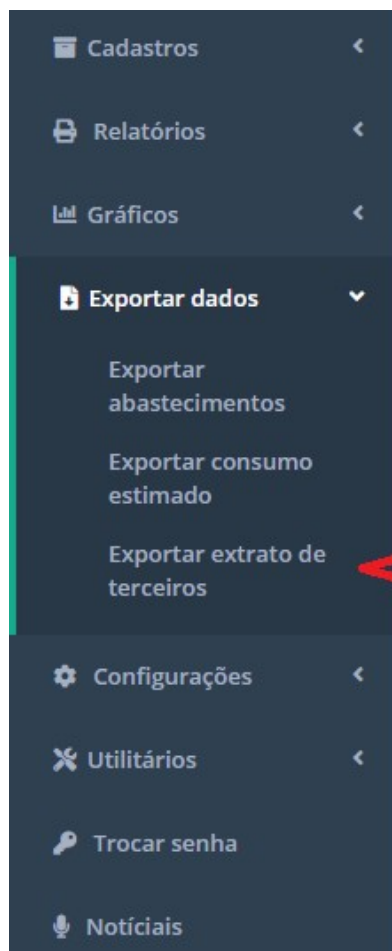 Cadastros
Relatórios
Gráficos
Exportar dados
Exportar
abastecimentos
Exportar consumo
estimado
Exportar extrato de
terceiros
Configurações
Utilitários
Trocar senha
Notíciais